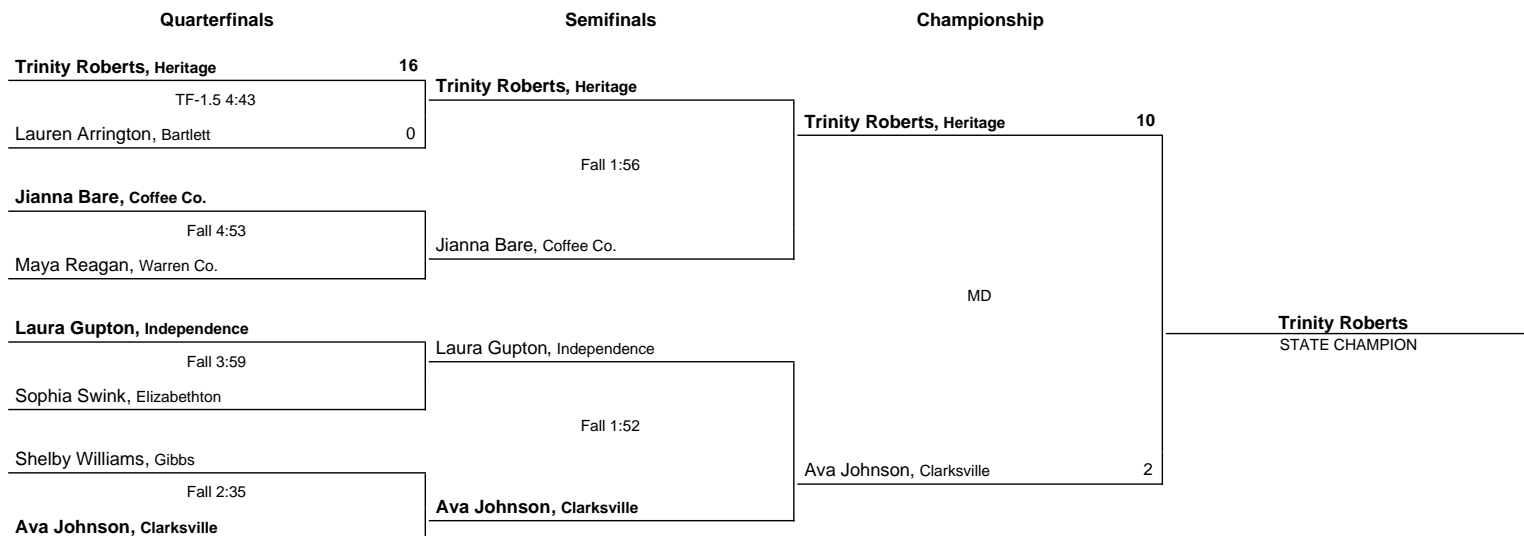 Quarterfinals Semifinals Championship
Trinity Roberts, Heritage 16
Trinity Roberts, Heritage
TF-1.5 4:43
Trinity Roberts, Heritage 10
Lauren Arrington, Bartlett 0
Fall 1:56
Jianna Bare, Coffee Co.
Fall 4:53
Jianna Bare, Coffee Co.
Maya Reagan, Warren Co.
MD
Trinity Roberts
Laura Gupton, Independence
STATE CHAMPION
Laura Gupton, Independence
Fall 3:59
Sophia Swink, Elizabethton
Fall 1:52
Shelby Williams, Gibbs
Ava Johnson, Clarksville 2
Fall 2:35
Ava Johnson, Clarksville
Ava Johnson, Clarksville